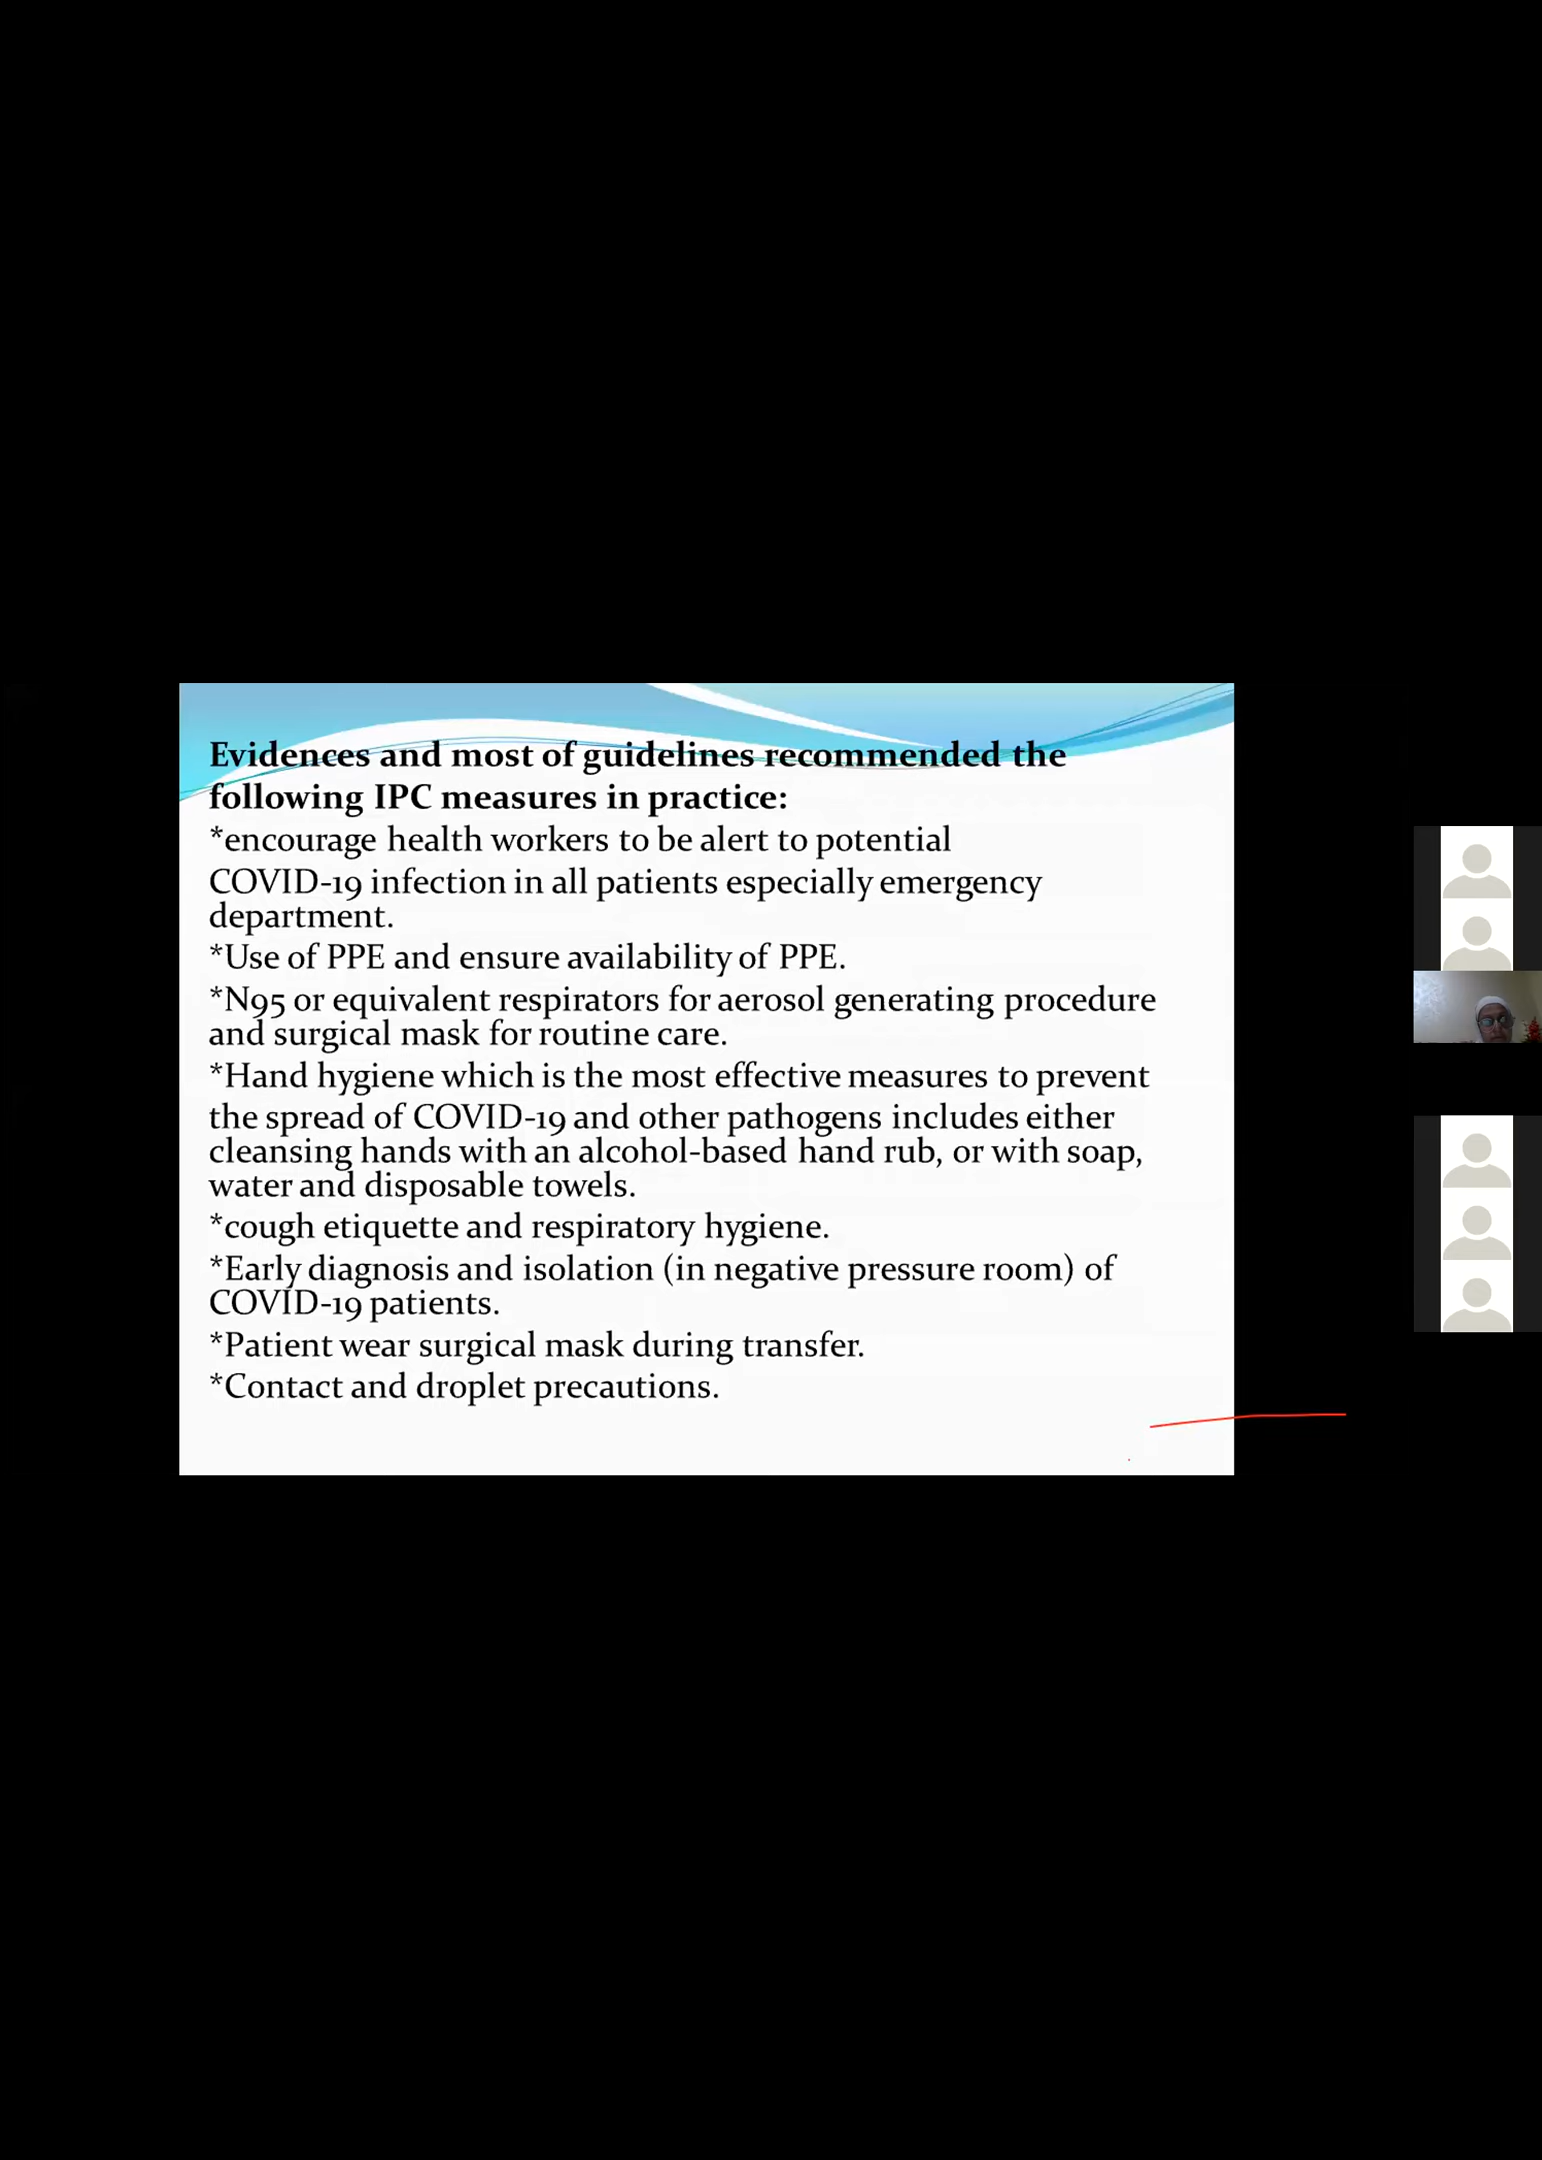 Evidences and most of guidelines recommended the
following IPC measures in practice:
*encourage health workers to be alert to potential
COVID-19 infection in all patients especially emergency
department.
*Use of PPE and ensure availability of PPE.
*N95 or equivalent respirators for aerosol generating procedure
and surgical mask for routine care.
*Hand hygiene which is the most effective measures to prevent
the spread of COVID-19 and other pathogens includes either
cleansing hands with an alcohol-based hand rub, or with soap,
water and disposable towels.
*cough etiquette and respiratory hygiene.
*Early diagnosis and isolation (in negative pressure room) of
COVID-19 patients.
*Patient wear surgical mask during transfer.
*Contact and droplet precautions.